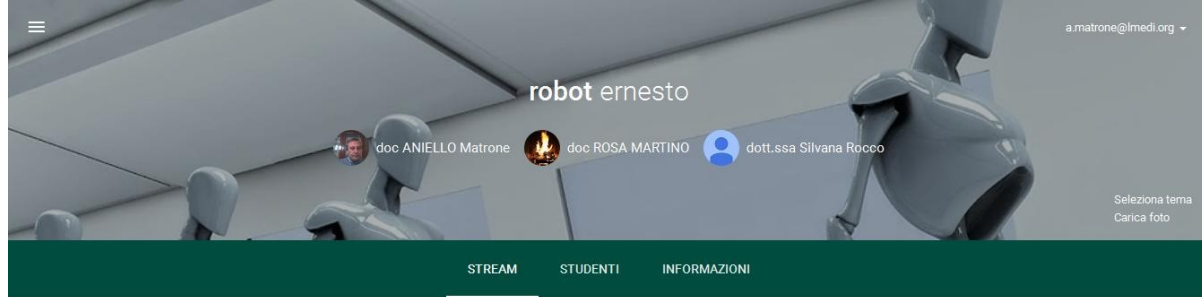 a.matrone@lmedi.org
robot ernesto
doc ANIELLO Matrone doc ROSA MARTINO dott.ssa Silvana Rocco
Seleziona tema
Carica foto
STREAM STUDENTI INFORMAZIONI